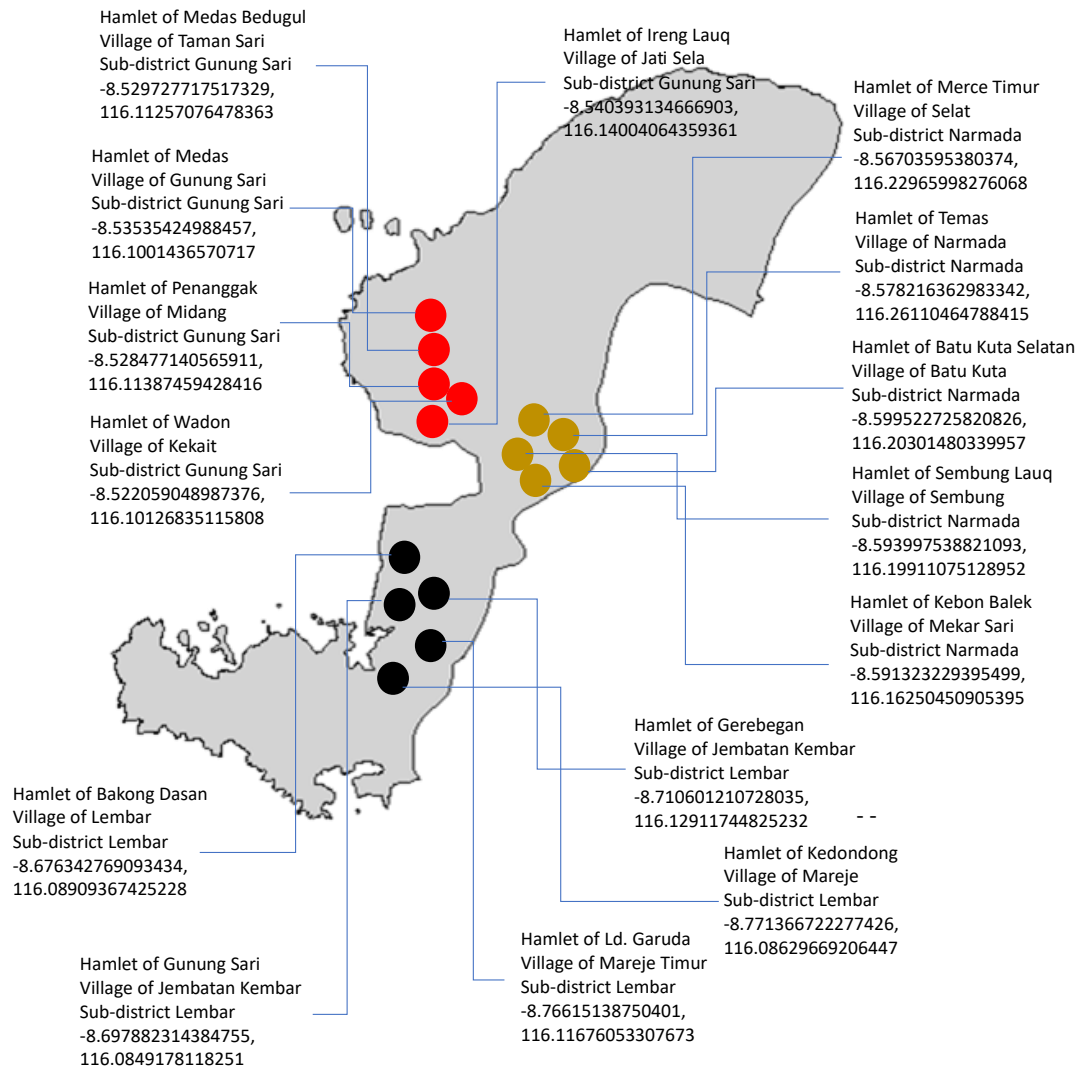 Hamlet of Medas Bedugul
Village of Taman Sari
Sub-district Gunung Sari
-8.529727717517329,
116.11257076478363
Hamlet of Ireng Lauq
Village of Jati Sela
Sub-district Gunung Sari
-8.540393134666903,
116.14004064359361
Hamlet of Merce Timur
Village of Selat
Sub-district Narmada
-8.56703595380374,
116.22965998276068
Hamlet of Medas
Village of Gunung Sari
Sub-district Gunung Sari
-8.53535424988457,
116.1001436570717
Hamlet of Temas
Village of Narmada
Sub-district Narmada
-8.578216362983342,
116.26110464788415
Hamlet of Penanggak
Village of Midang
Sub-district Gunung Sari
-8.528477140565911,
116.11387459428416
Hamlet of Batu Kuta Selatan
Village of Batu Kuta
Sub-district Narmada
-8.599522725820826,
116.20301480339957
Hamlet of Wadon
Village of Kekait
Sub-district Gunung Sari
-8.522059048987376,
116.10126835115808
Hamlet of Sembung Lauq
Village of Sembung
Sub-district Narmada
-8.593997538821093,
116.19911075128952
Hamlet of Kebon Balek
Village of Mekar Sari
Sub-district Narmada
-8.591323229395499,
116.16250450905395
Hamlet of Gerebegan
Village of Jembatan Kembar
Sub-district Lembar
-8.710601210728035,
116.12911744825232
- -
Hamlet of Bakong Dasan
Village of Lembar
Sub-district Lembar
-8.676342769093434,
116.08909367425228
Hamlet of Kedondong
Village of Mareje
Sub-district Lembar
-8.771366722277426,
116.08629669206447
Hamlet of Ld. Garuda
Village of Mareje Timur
Sub-district Lembar
-8.76615138750401,
116.11676053307673
Hamlet of Gunung Sari
Village of Jembatan Kembar
Sub-district Lembar
-8.697882314384755,
116.0849178118251